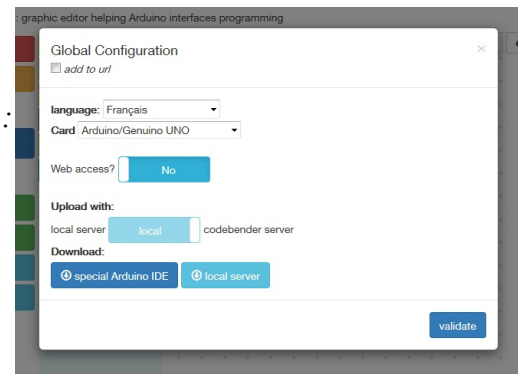 : graphic editor helping Arduino interfaces programming
Global Configuration ×
add to url
language: Français
Card Arduino/Genuino UNO
Web access? No
Upload with:
local server local codebender server
Download:
special Arduino IDE local server
validate